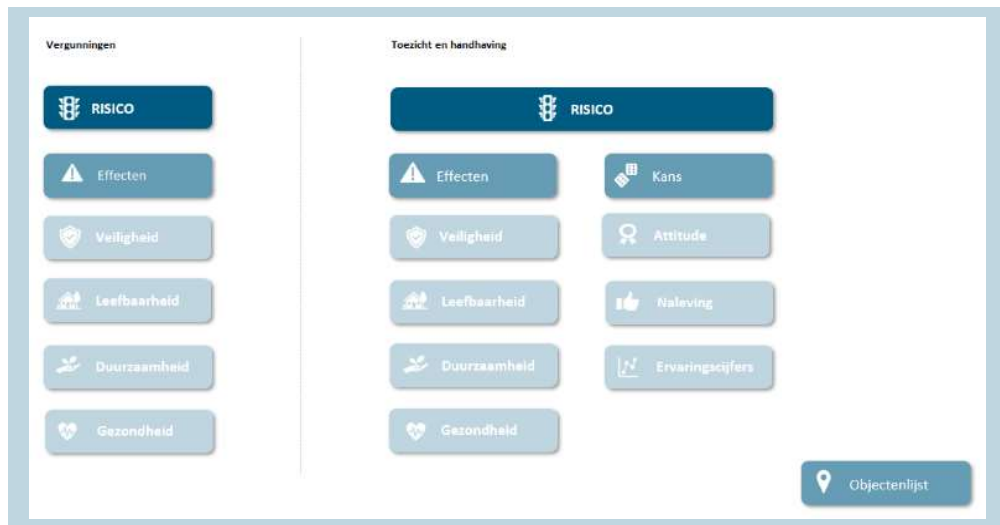 Vergunningen
RISICO
Effecten
Veiligheid
Leefbaarheid
Duurzaamheid
Gezondheid
Toezicht en handhaving
RISICO
Effecten
Veiligheid
Leefbaarheid
Duurzaamheid
Gezondheid
Kans
Attitude
Naleving
Ervaringscijfers
Objectenlijst